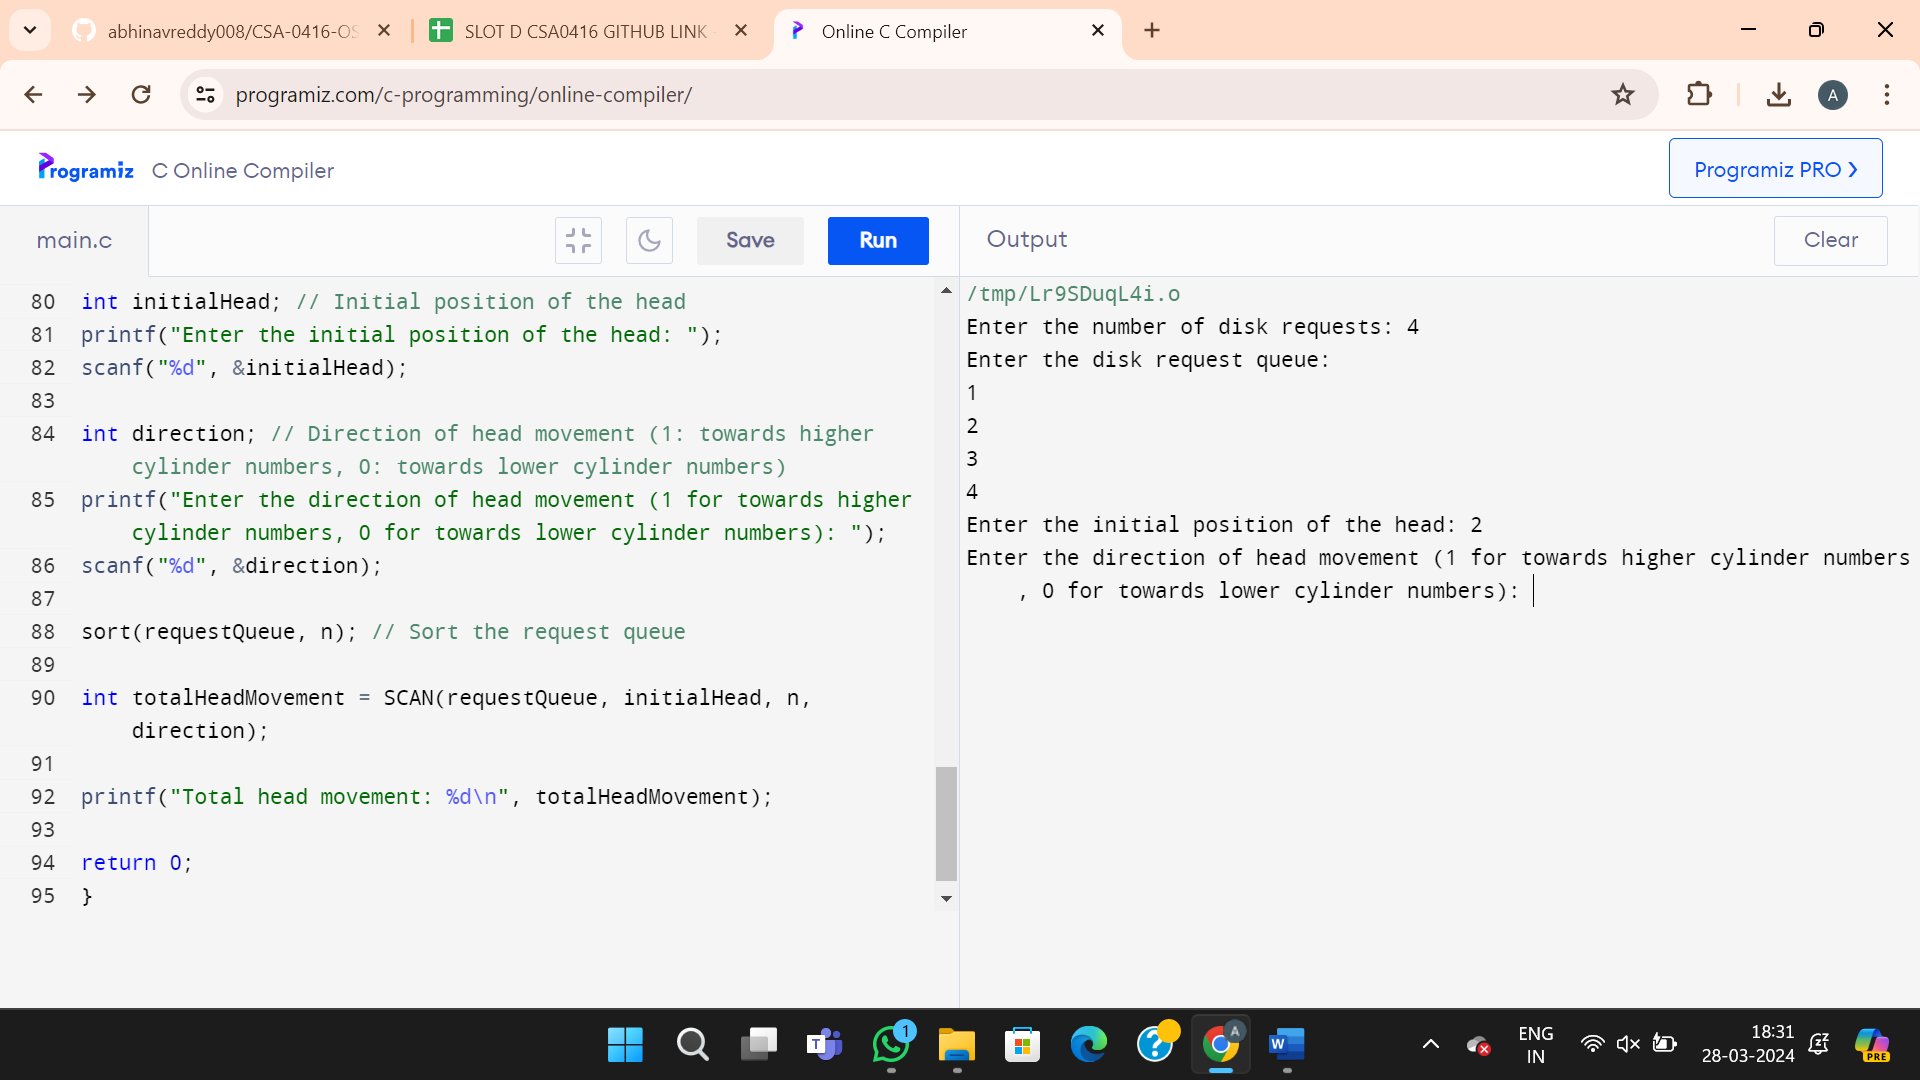 abhinavreddy008/CSA-0416-OS
SLOT D CSA0416 GITHUB LINK -
Online C Compiler
programiz.com/c-programming/online-compiler/
A
Programiz
C Online Compiler
Programiz PRO ❯
main.c
Save
Run
Output
Clear
80 int initialHead; // Initial position of the head
81 printf("Enter the initial position of the head: ");
82 scanf("%d", &initialHead);
83
84 int direction; // Direction of head movement (1: towards higher
cylinder numbers, 0: towards lower cylinder numbers)
85 printf("Enter the direction of head movement (1 for towards higher
cylinder numbers, 0 for towards lower cylinder numbers): ");
86 scanf("%d", &direction);
87
88 sort(requestQueue, n); // Sort the request queue
89
90 int totalHeadMovement = SCAN(requestQueue, initialHead, n,
direction);
91
92 printf("Total head movement: %d\n", totalHeadMovement);
93
94 return 0;
95 }
/tmp/Lr9SDuqL4i.o
Enter the number of disk requests: 4
Enter the disk request queue:
1
2
3
4
Enter the initial position of the head: 2
Enter the direction of head movement (1 for towards higher cylinder numbers
, 0 for towards lower cylinder numbers):
T
1
?
A
W
ENG
IN
18:31
28-03-2024
PRE